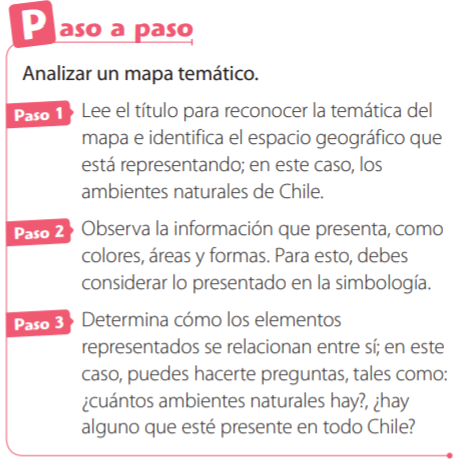 Paso a paso
Analizar un mapa temático.
Paso 1 Lee el título para reconocer la temática del
mapa e identifica el espacio geográfico que
está representando; en este caso, los
ambientes naturales de Chile.
Paso 2 Observa la información que presenta, como
colores, áreas y formas. Para esto, debes
considerar lo presentado en la simbología.
Paso 3 Determina cómo los elementos
representados se relacionan entre sí; en este
caso, puedes hacerte preguntas, tales como:
¿cuántos ambientes naturales hay?, ¿hay
alguno que esté presente en todo Chile?